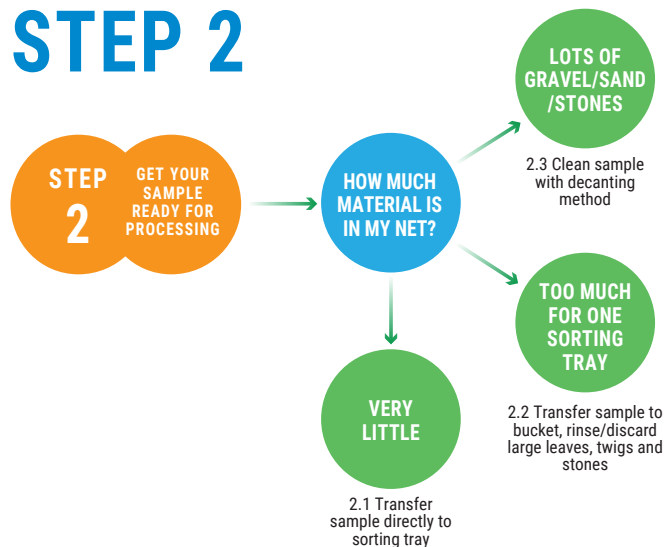 STEP 2
STEP
2
GET YOUR
SAMPLE
READY FOR
PROCESSING
HOW MUCH
MATERIAL IS
IN MY NET?
LOTS OF
GRAVEL/SAND
/STONES
2.3 Clean sample
with decanting
method
TOO MUCH
FOR ONE
SORTING
TRAY
2.2 Transfer sample to
bucket, rinse/discard
large leaves, twigs and
stones
VERY
LITTLE
2.1 Transfer
sample directly to
sorting tray